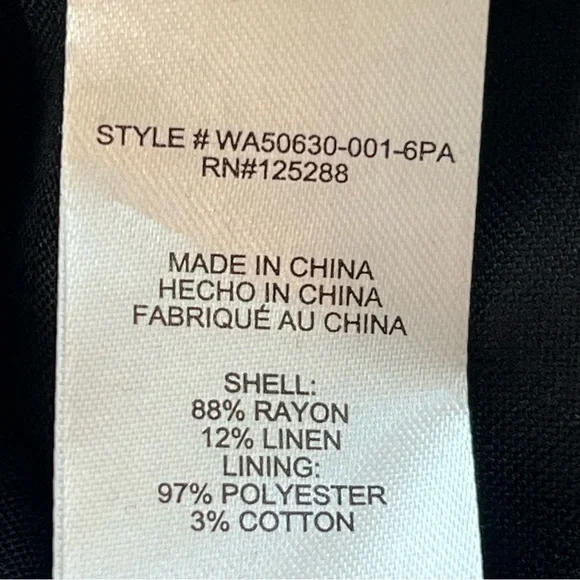 STYLE # WA50630-001-6PA
RN#125288
MADE IN CHINA
HECHO IN CHINA
FABRIQUÉ AU CHINA
SHELL:
88% RAYON
12% LINEN
LINING:
97% POLYESTER
3% COTTON